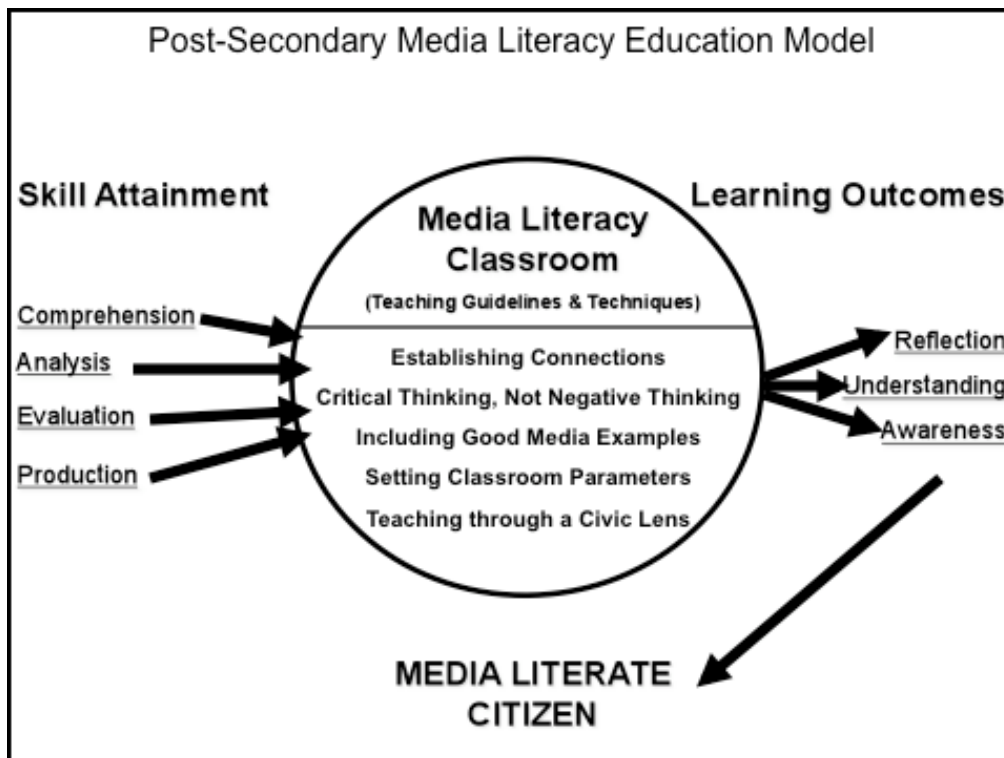 Post-Secondary Media Literacy Education Model
Skill Attainment
Comprehension
Analysis
Evaluation
Production
Media Literacy
Classroom
(Teaching Guidelines & Techniques)
Establishing Connections
Critical Thinking, Not Negative Thinking
Including Good Media Examples
Setting Classroom Parameters
Teaching through a Civic Lens
Learning Outcomes
Reflection
Understanding
Awareness
MEDIA LITERATE
CITIZEN